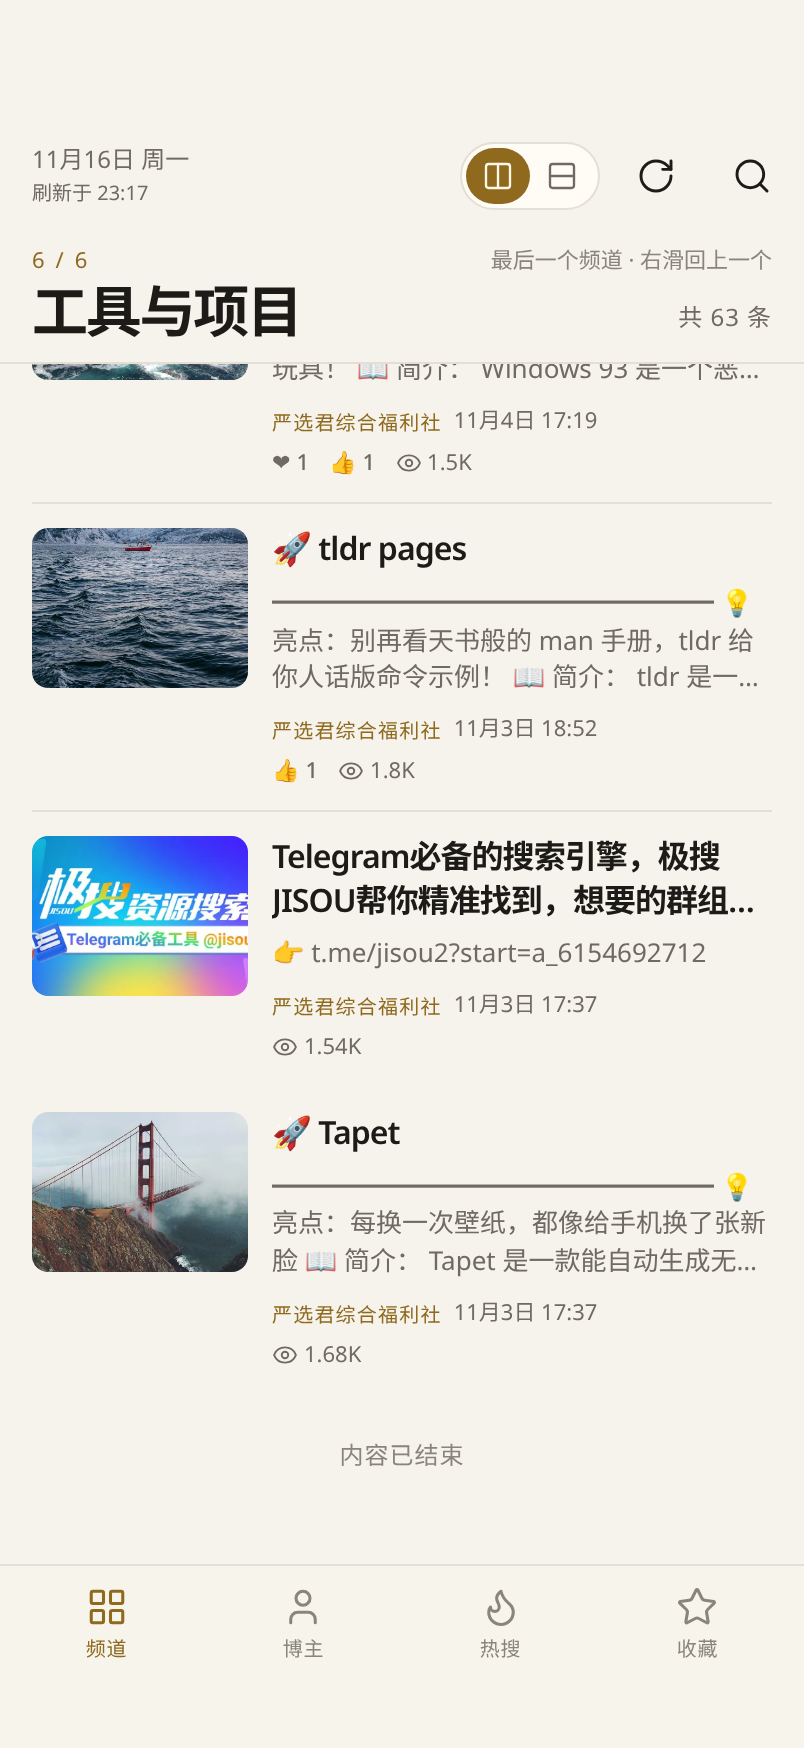 11月16日 周一
刷新于 23:17
6 / 6
最后一个频道 · 右滑回上一个
工具与项目
共 63 条
玩具！ 📖 简介： Windows 93 是一个恶...
严选君综合福利社 11月4日 17:19
❤ 1 👍 1 1.5K
🚀 tldr pages
━━━━━━━━━━━━━━━━━ 💡
亮点：别再看天书般的 man 手册，tldr 给
你人话版命令示例！ 📖 简介： tldr 是一...
严选君综合福利社 11月3日 18:52
👍 1 1.8K
极搜资源搜索
JISOU
Telegram必备工具 @jisou
Telegram必备的搜索引擎，极搜
JISOU帮你精准找到，想要的群组...
👉 t.me/jisou2?start=a_6154692712
严选君综合福利社 11月3日 17:37
1.54K
🚀 Tapet
━━━━━━━━━━━━━━━━━ 💡
亮点：每换一次壁纸，都像给手机换了张新
脸 📖 简介： Tapet 是一款能自动生成无...
严选君综合福利社 11月3日 17:37
1.68K
内容已结束
频道
博主
热搜
收藏